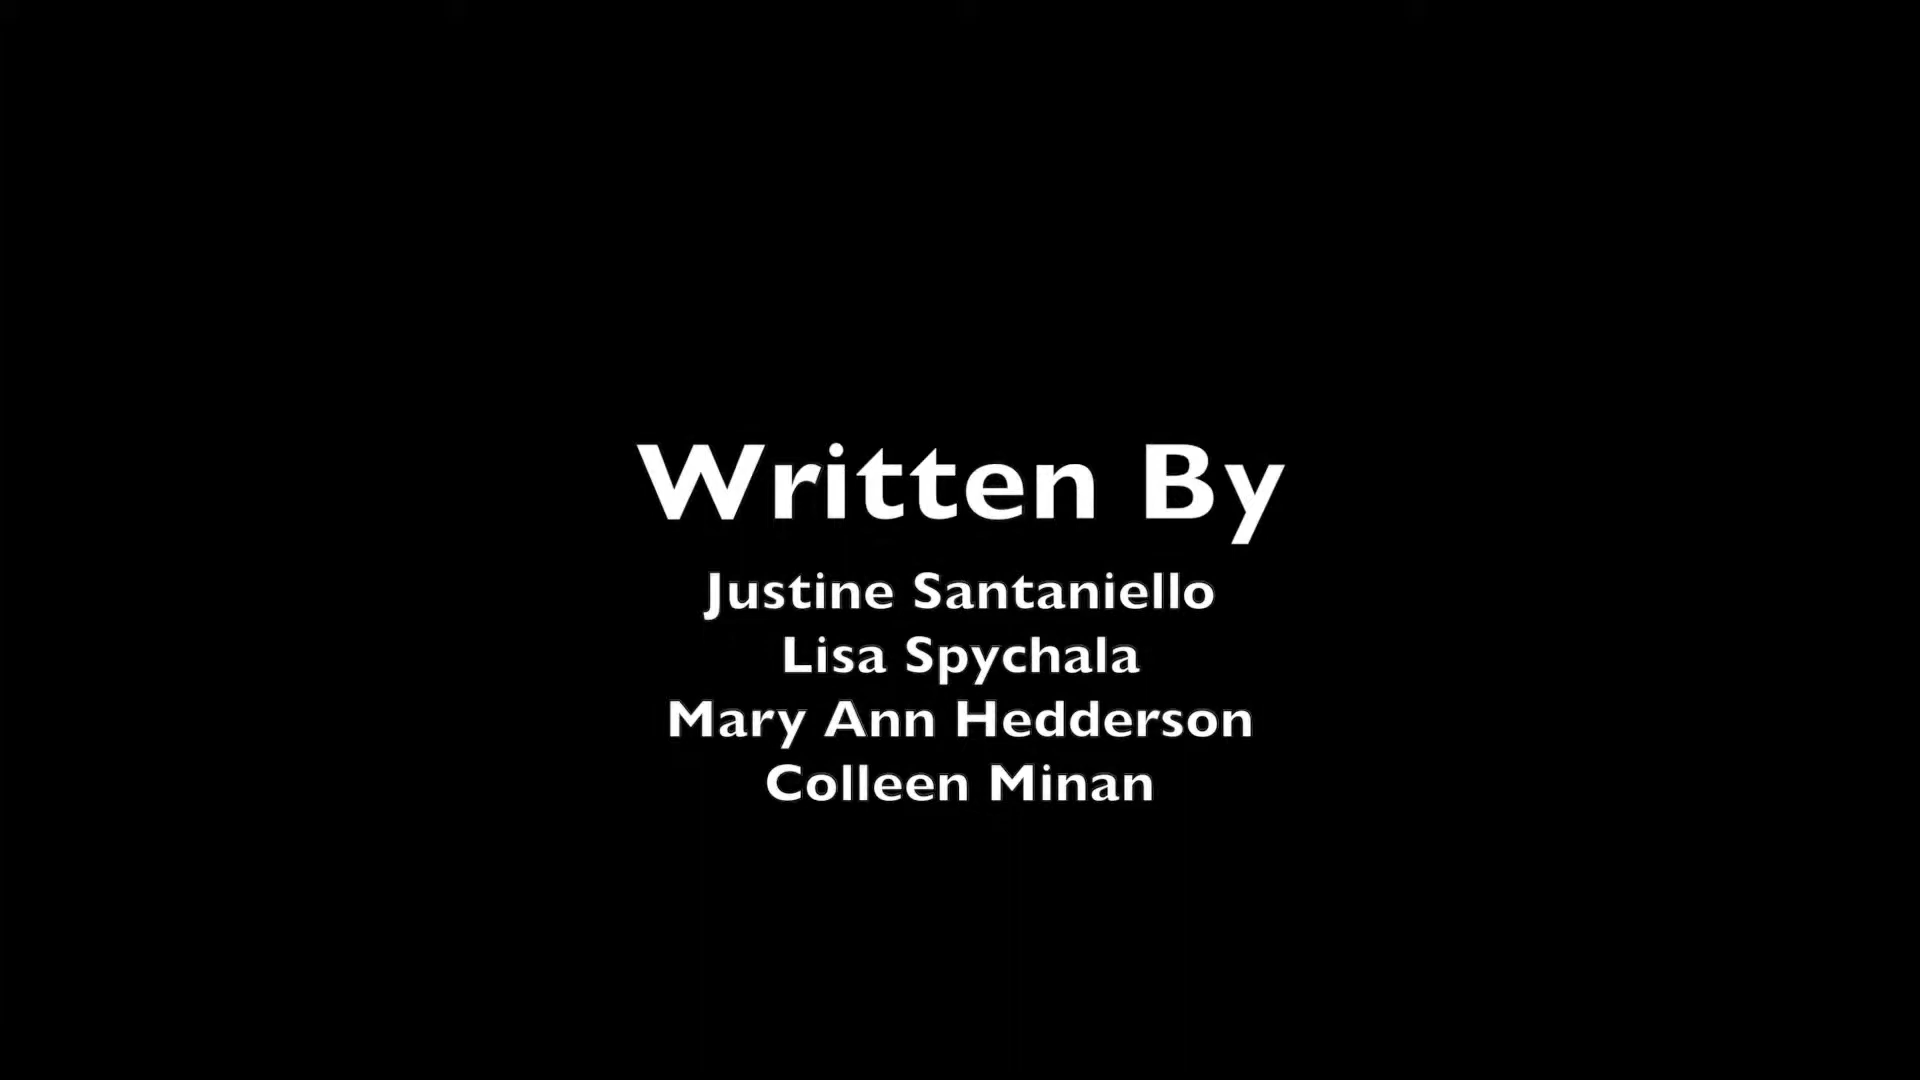 Written By
Justine Santaniello
Lisa Spychala
Mary Ann Hedderson
Colleen Minan